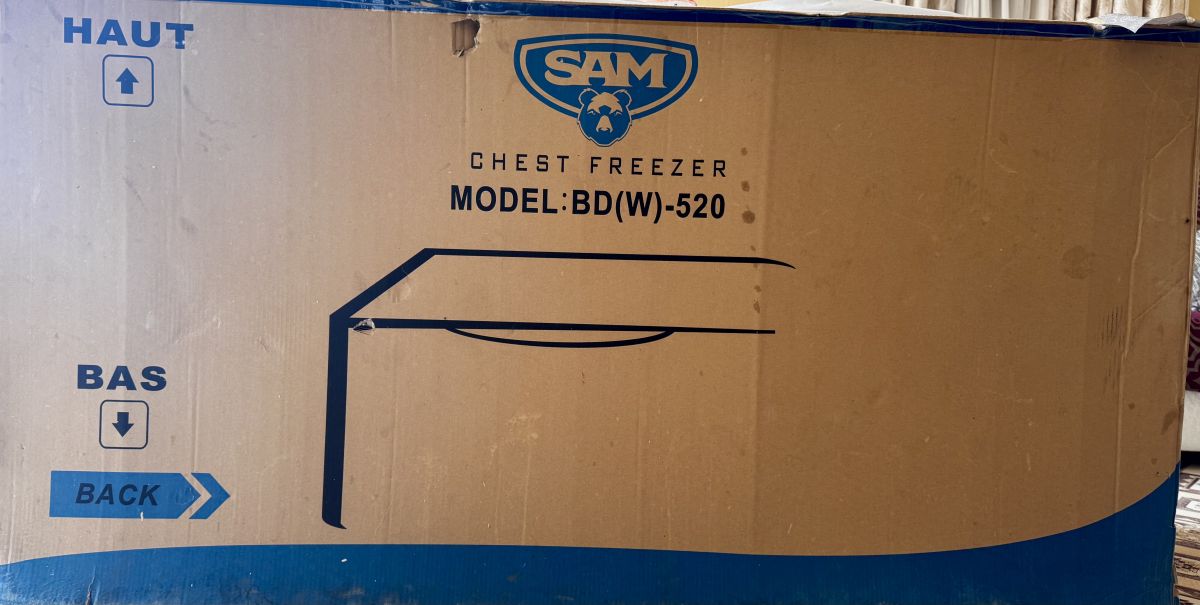 HAUT
SAM
CHEST FREEZER
MODEL:BD(W)-520
BAS
BACK